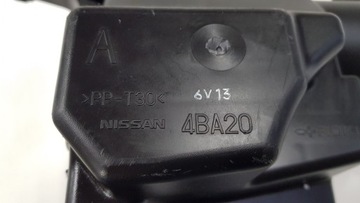 A
>PP-T30<
6V13
NISSAN 4BA20